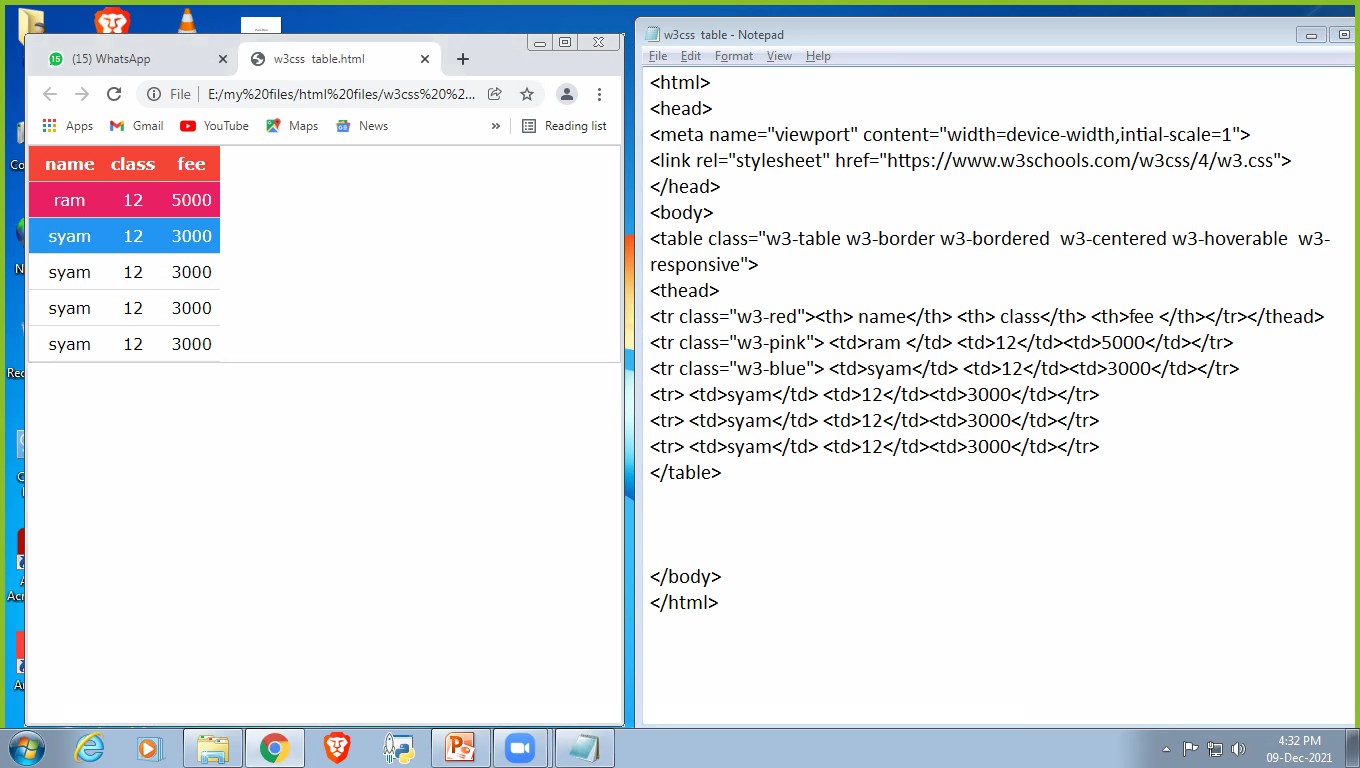 (15) WhatsApp
w3css table.html
File
E:/my%20files/html%20files/w3css%20%2...
Apps
Gmail
YouTube
Maps
News
»
Reading list
name class fee
ram 12 5000
syam 12 3000
syam 12 3000
syam 12 3000
syam 12 3000
w3css table - Notepad
File Edit Format View Help
<html>
<head>
<meta name="viewport" content="width=device-width,intial-scale=1">
<link rel="stylesheet" href="https://www.w3schools.com/w3css/4/w3.css">
</head>
<body>
<table class="w3-table w3-border w3-bordered  w3-centered w3-hoverable  w3-
responsive">
<thead>
<tr class="w3-red"><th> name</th> <th> class</th> <th>fee </th></tr></thead>
<tr class="w3-pink"> <td>ram </td> <td>12</td><td>5000</td></tr>
<tr class="w3-blue"> <td>syam</td> <td>12</td><td>3000</td></tr>
<tr> <td>syam</td> <td>12</td><td>3000</td></tr>
<tr> <td>syam</td> <td>12</td><td>3000</td></tr>
<tr> <td>syam</td> <td>12</td><td>3000</td></tr>
</table>
</body>
</html>
4:32 PM
09-Dec-2021